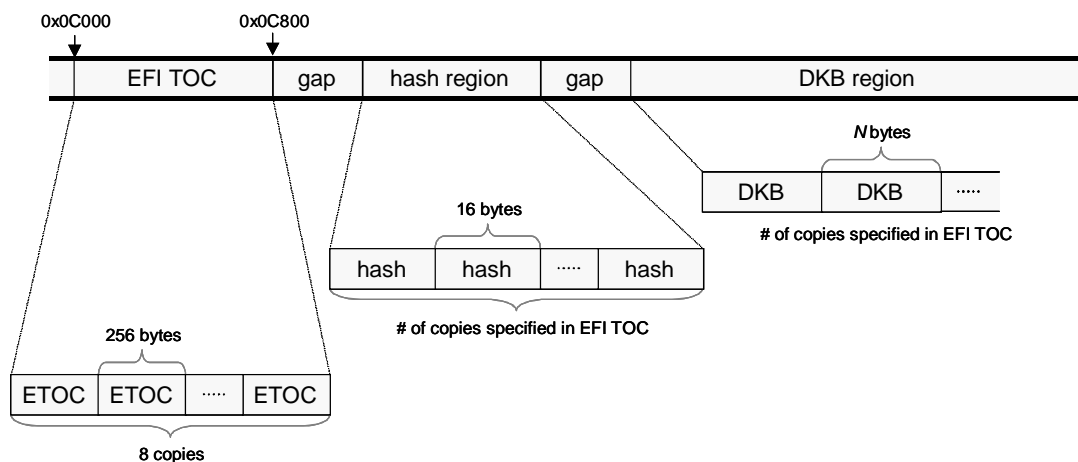 0x0C000 0x0C800
EFI TOC gap hash region gap DKB region
N bytes
DKB DKB .....
# of copies specified in EFI TOC
16 bytes
hash hash ..... hash
# of copies specified in EFI TOC
256 bytes
ETOC ETOC ..... ETOC
8 copies